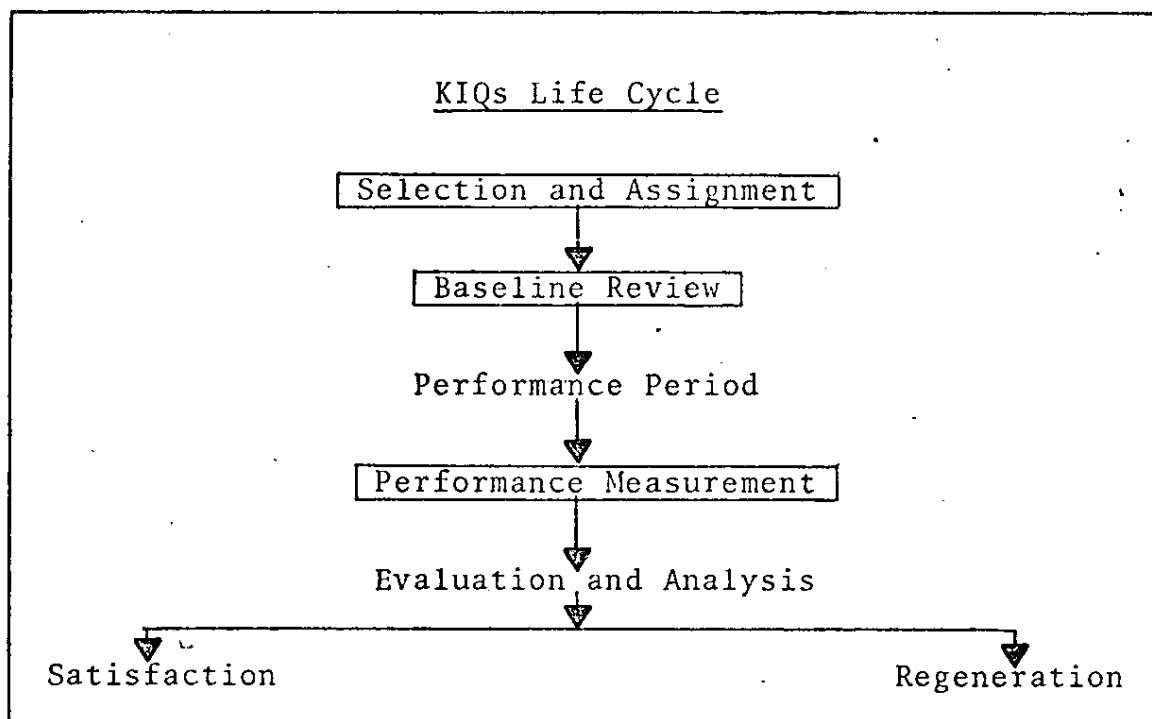 KIQs Life Cycle
Selection and Assignment
Baseline Review
Performance Period
Performance Measurement
Evaluation and Analysis
Satisfaction Regeneration